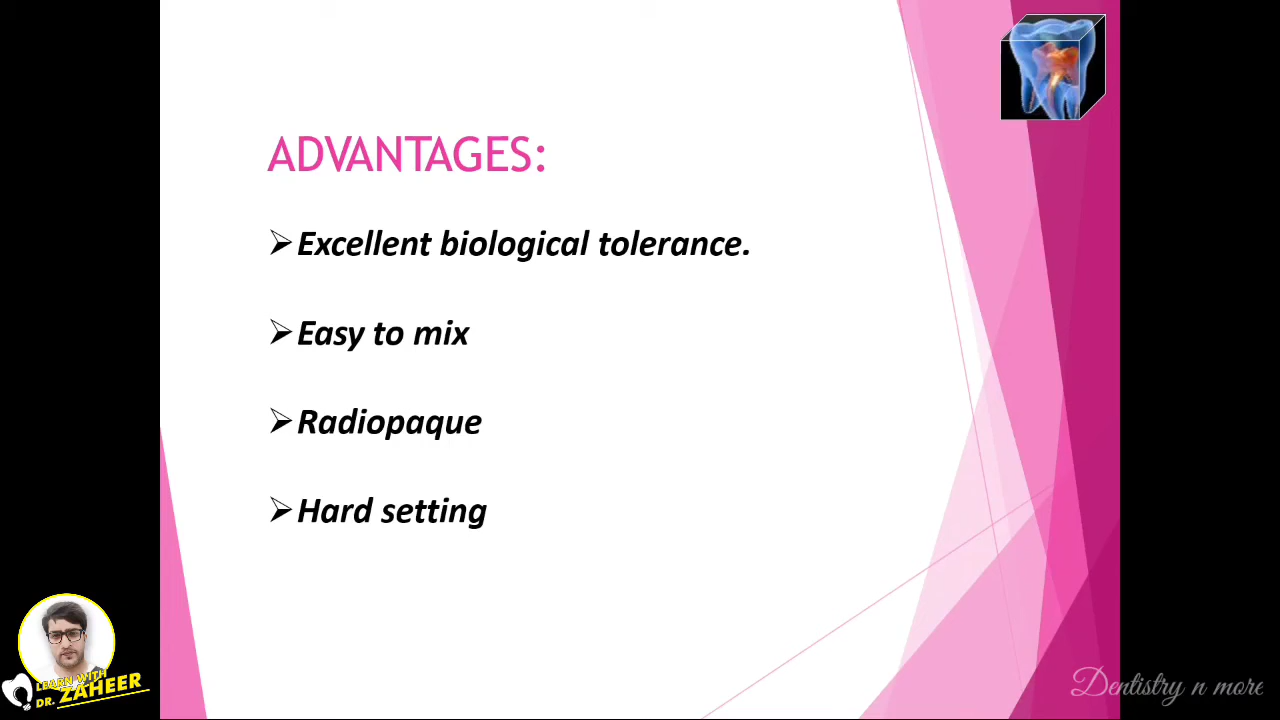 ADVANTAGES:
Excellent biological tolerance.
Easy to mix
Radiopaque
Hard setting
LEARN WITH
DR. ZAHEER
Dentistry n more